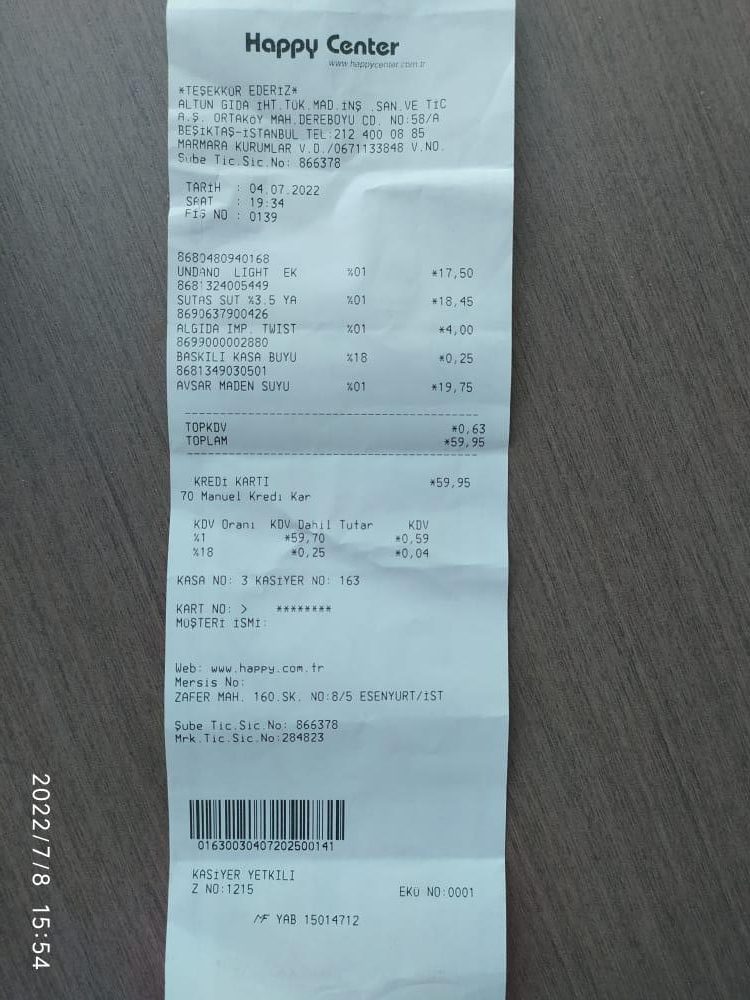 Happy Center
www.happycenter.com.tr
*TEŞEKKÜR EDERİZ*
ALTUN GIDA İHT.TÜK.MAD.İNŞ .SAN.VE TİC
A.Ş. ORTAKÖY MAH.DEREBOYU CD. NO:58/A
BEŞİKTAŞ-İSTANBUL TEL:212 400 08 85
MARMARA KURUMLAR V.D./0671133848 V.NO.
Şube Tic.Sic.No: 866378
TARİH : 04.07.2022
SAAT : 19:34
FİŞ NO : 0139
8680480940168
UNDANO LIGHT EK %01 *17,50
8681324005449
SUTAS SUT %3.5 YA %01 *18,45
8690637900426
ALGIDA IMP. TWIST %01 *4,00
8699000002880
BASKILI KASA BUYU %18 *0,25
8681349030501
AVSAR MADEN SUYU %01 *19,75
TOPKDV *0,63
TOPLAM *59,95
KREDİ KARTI *59,95
70 Manuel Kredi Kar
KDV Oranı KDV Dahil Tutar KDV
%1 *59,70 *0,59
%18 *0,25 *0,04
KASA NO: 3 KASİYER NO: 163
KART NO: > ********
MÜŞTERİ İSMİ:
Web: www.happy.com.tr
Mersis No:
ZAFER MAH. 160.SK. NO:8/5 ESENYURT/İST
Şube Tic.Sic.No: 866378
Mrk.Tic.Sic.No:284823
01630030407202500141
KASİYER YETKİLİ
Z NO:1215 EKÜ NO:0001
MF YAB 15014712
2022/7/8 15:54